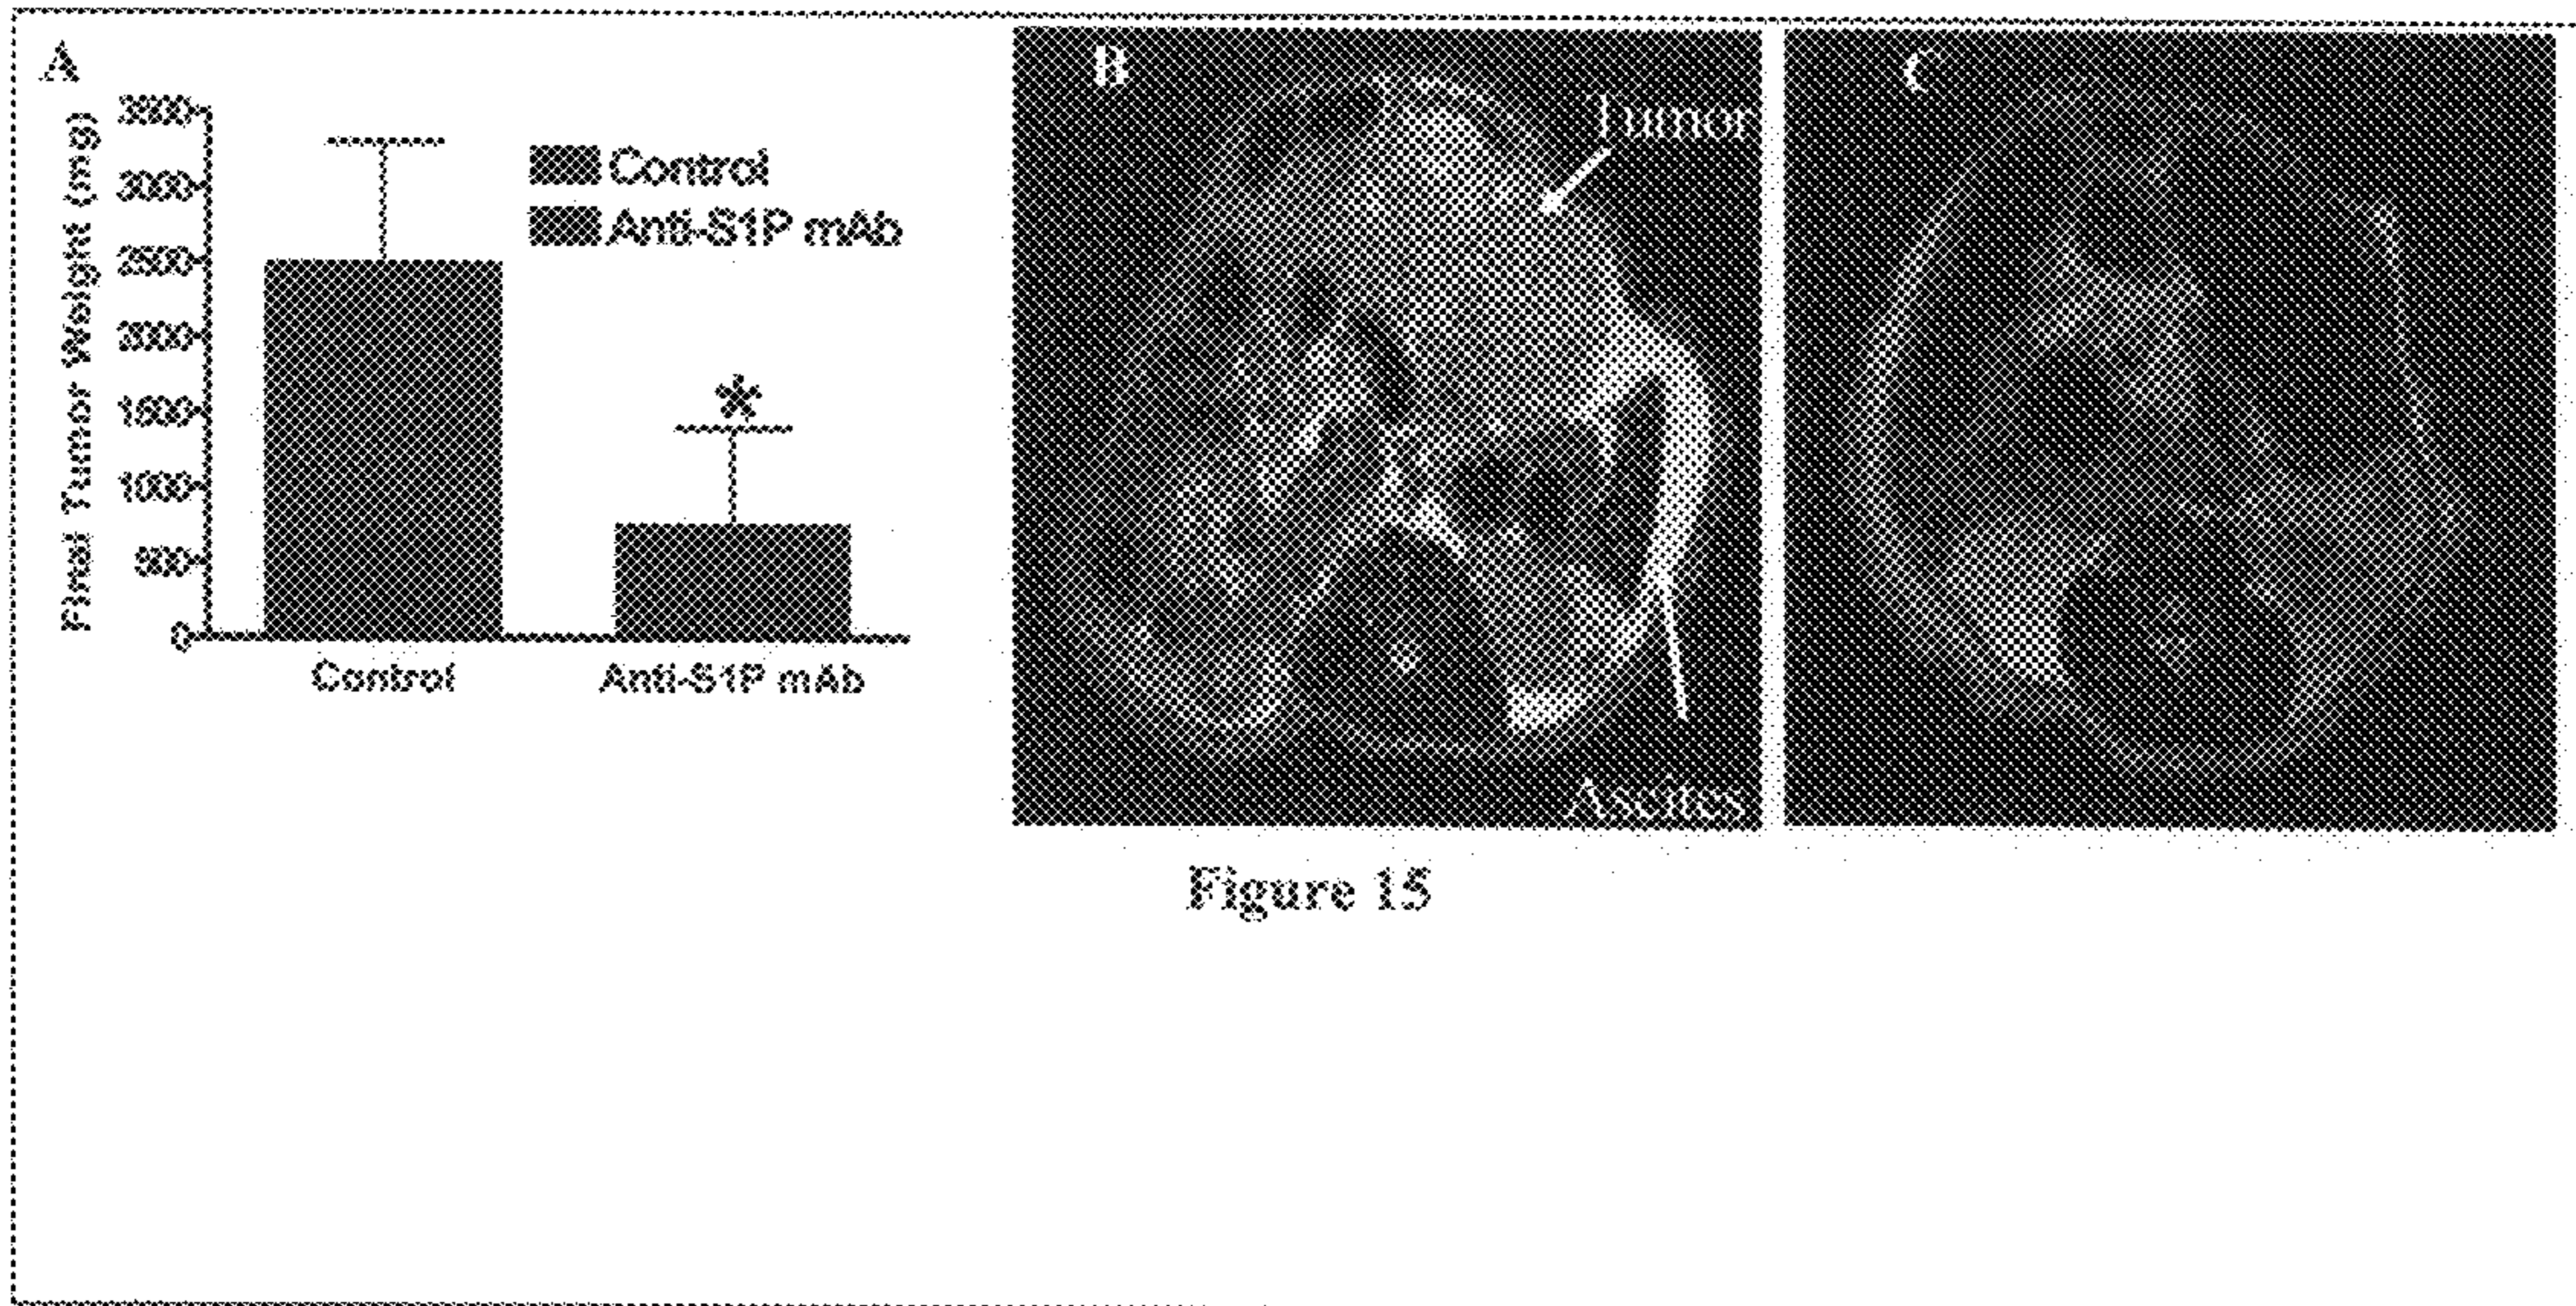 A
Final Tumor Weight (mg)
3500
3000
2500
2000
1500
1000
500
0
Control
Anti-S1P mAb
*
Control
Anti-S1P mAb
B
Tumor
Ascites
C
Figure 15